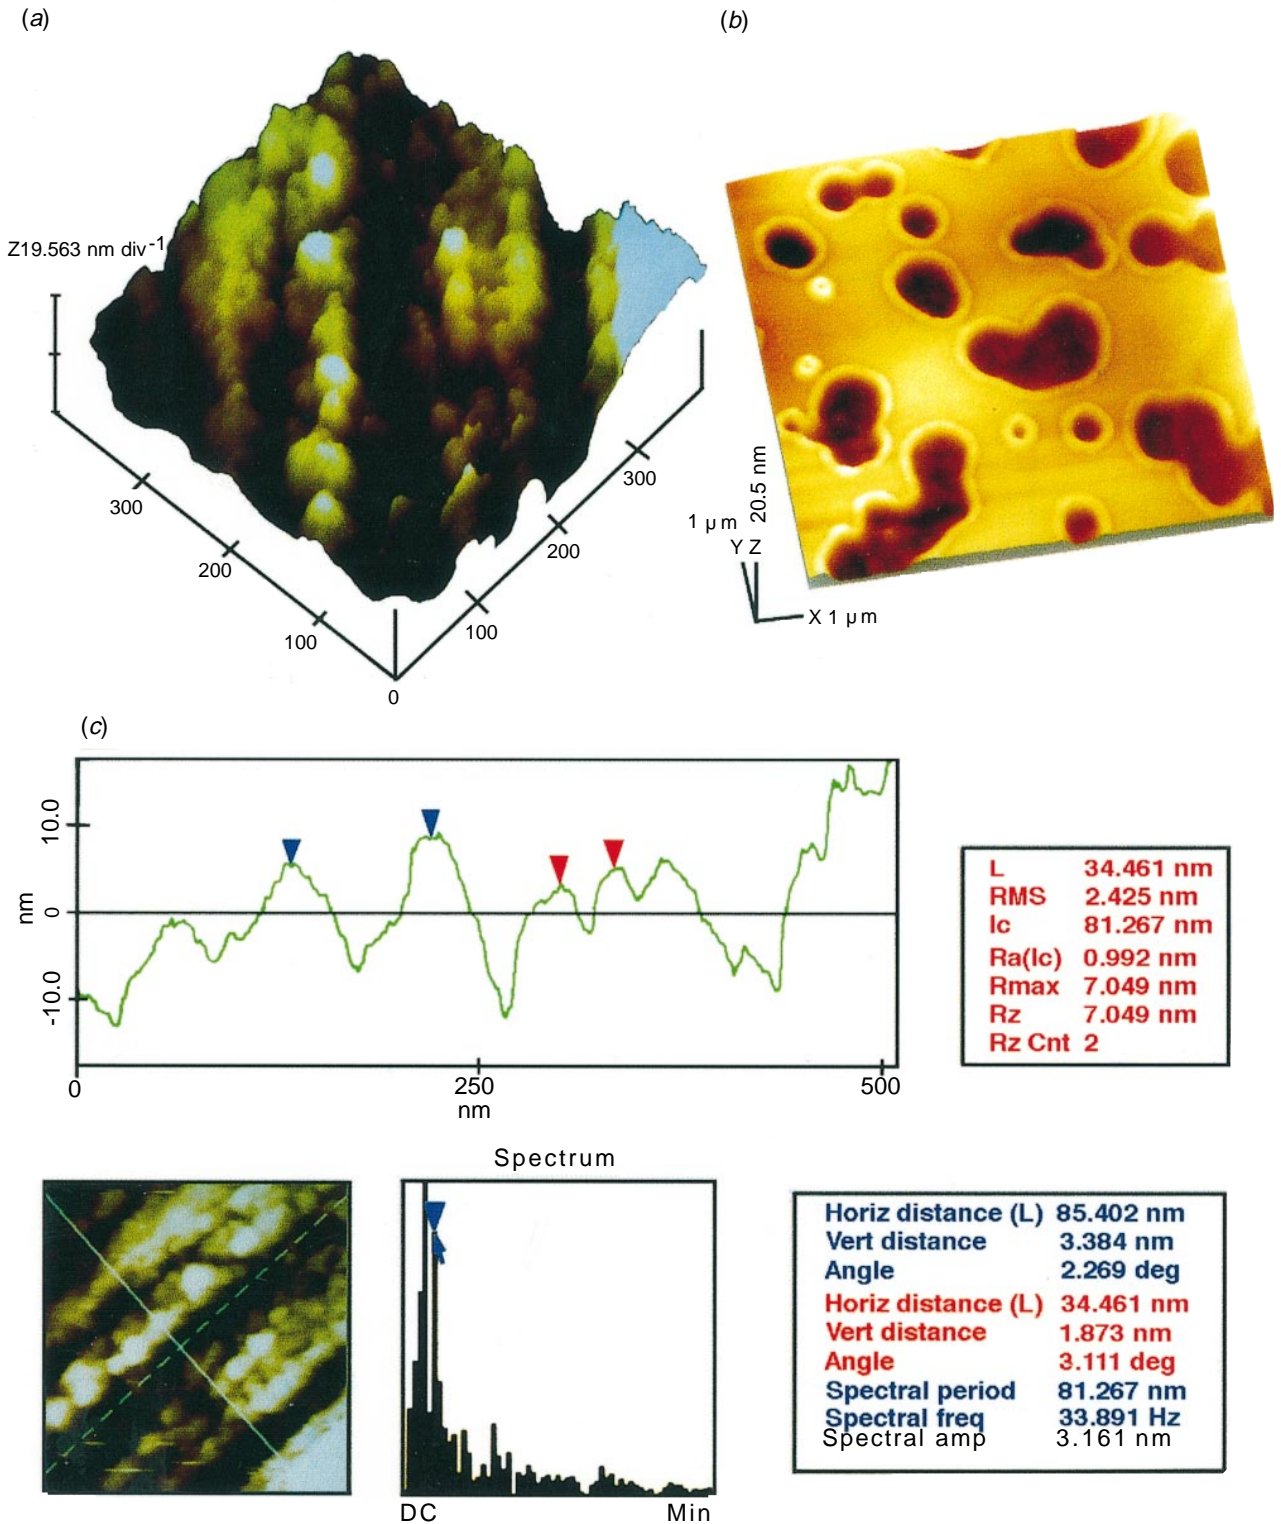 (a)
(b)
Z19.563 nm div-1
300
200
100
0
100
200
300
1 µm
20.5 nm
Y Z
X 1 µm
(c)
10.0
0
-10.0
nm
0
250
500
nm
L 34.461 nm
RMS 2.425 nm
lc 81.267 nm
Ra(lc) 0.992 nm
Rmax 7.049 nm
Rz 7.049 nm
Rz Cnt 2
Spectrum
DC
Min
Horiz distance (L) 85.402 nm
Vert distance 3.384 nm
Angle 2.269 deg
Horiz distance (L) 34.461 nm
Vert distance 1.873 nm
Angle 3.111 deg
Spectral period 81.267 nm
Spectral freq 33.891 Hz
Spectral amp 3.161 nm